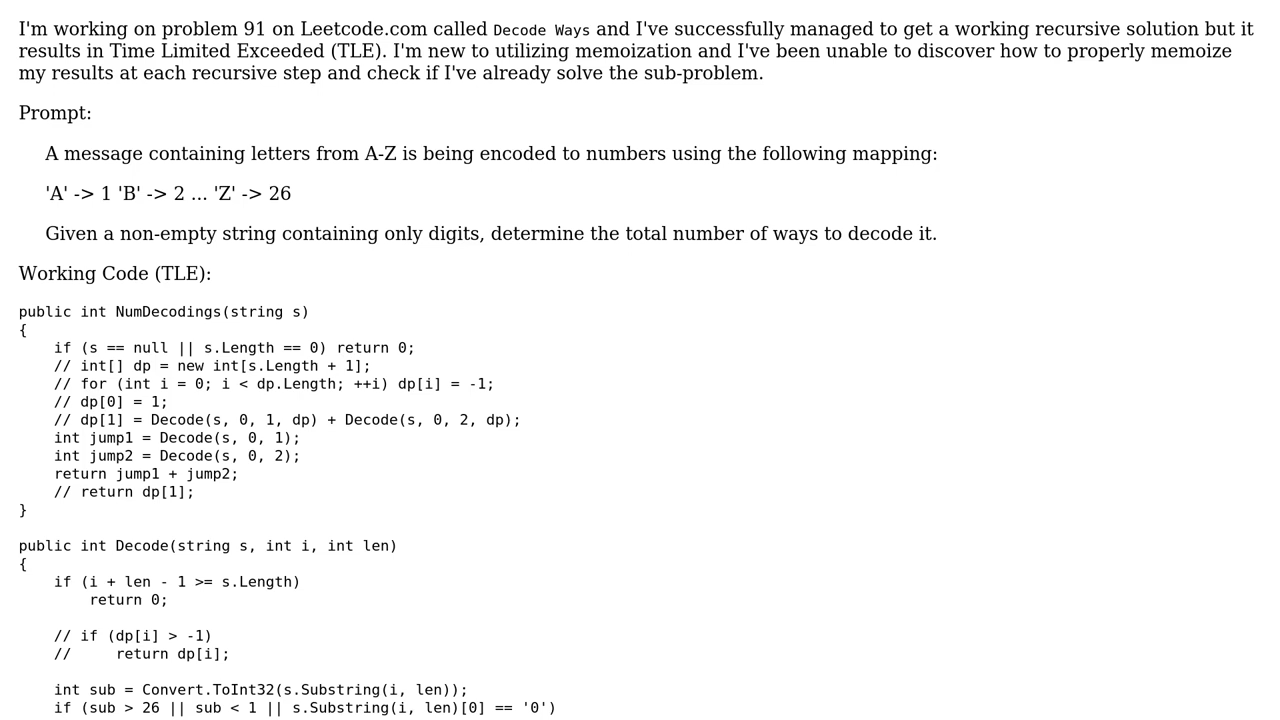 I'm working on problem 91 on Leetcode.com called Decode Ways and I've successfully managed to get a working recursive solution but it
results in Time Limited Exceeded (TLE). I'm new to utilizing memoization and I've been unable to discover how to properly memoize
my results at each recursive step and check if I've already solve the sub-problem.
Prompt:
A message containing letters from A-Z is being encoded to numbers using the following mapping:
'A' -> 1 'B' -> 2 ... 'Z' -> 26
Given a non-empty string containing only digits, determine the total number of ways to decode it.
Working Code (TLE):
public int NumDecodings(string s)
{
    if (s == null || s.Length == 0) return 0;
    // int[] dp = new int[s.Length + 1];
    // for (int i = 0; i < dp.Length; ++i) dp[i] = -1;
    // dp[0] = 1;
    // dp[1] = Decode(s, 0, 1, dp) + Decode(s, 0, 2, dp);
    int jump1 = Decode(s, 0, 1);
    int jump2 = Decode(s, 0, 2);
    return jump1 + jump2;
    // return dp[1];
}
public int Decode(string s, int i, int len)
{
    if (i + len - 1 >= s.Length)
        return 0;
    // if (dp[i] > -1)
    //     return dp[i];
    int sub = Convert.ToInt32(s.Substring(i, len));
    if (sub > 26 || sub < 1 || s.Substring(i, len)[0] == '0')